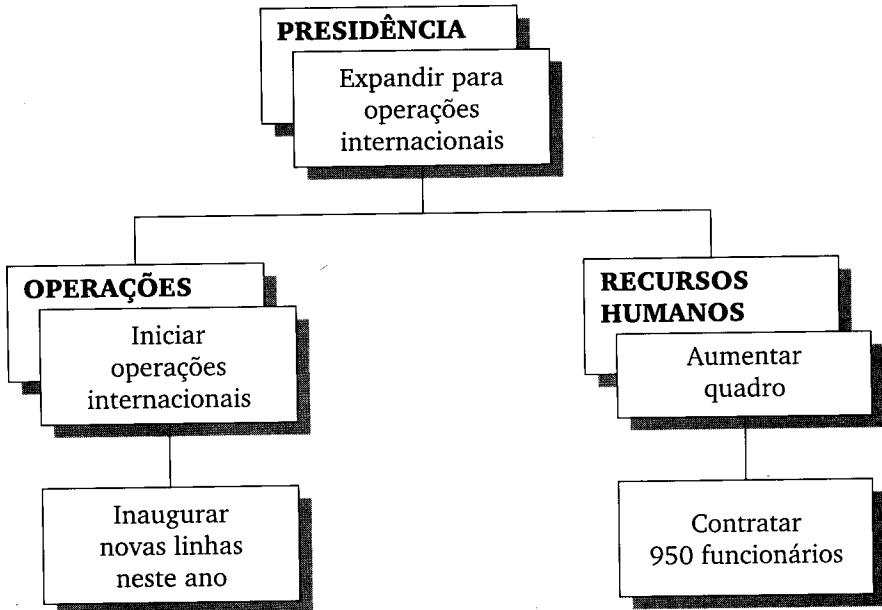 PRESIDÊNCIA
Expandir para
operações
internacionais
OPERAÇÕES
Iniciar
operações
internacionais
Inaugurar
novas linhas
neste ano
RECURSOS
HUMANOS
Aumentar
quadro
Contratar
950 funcionários